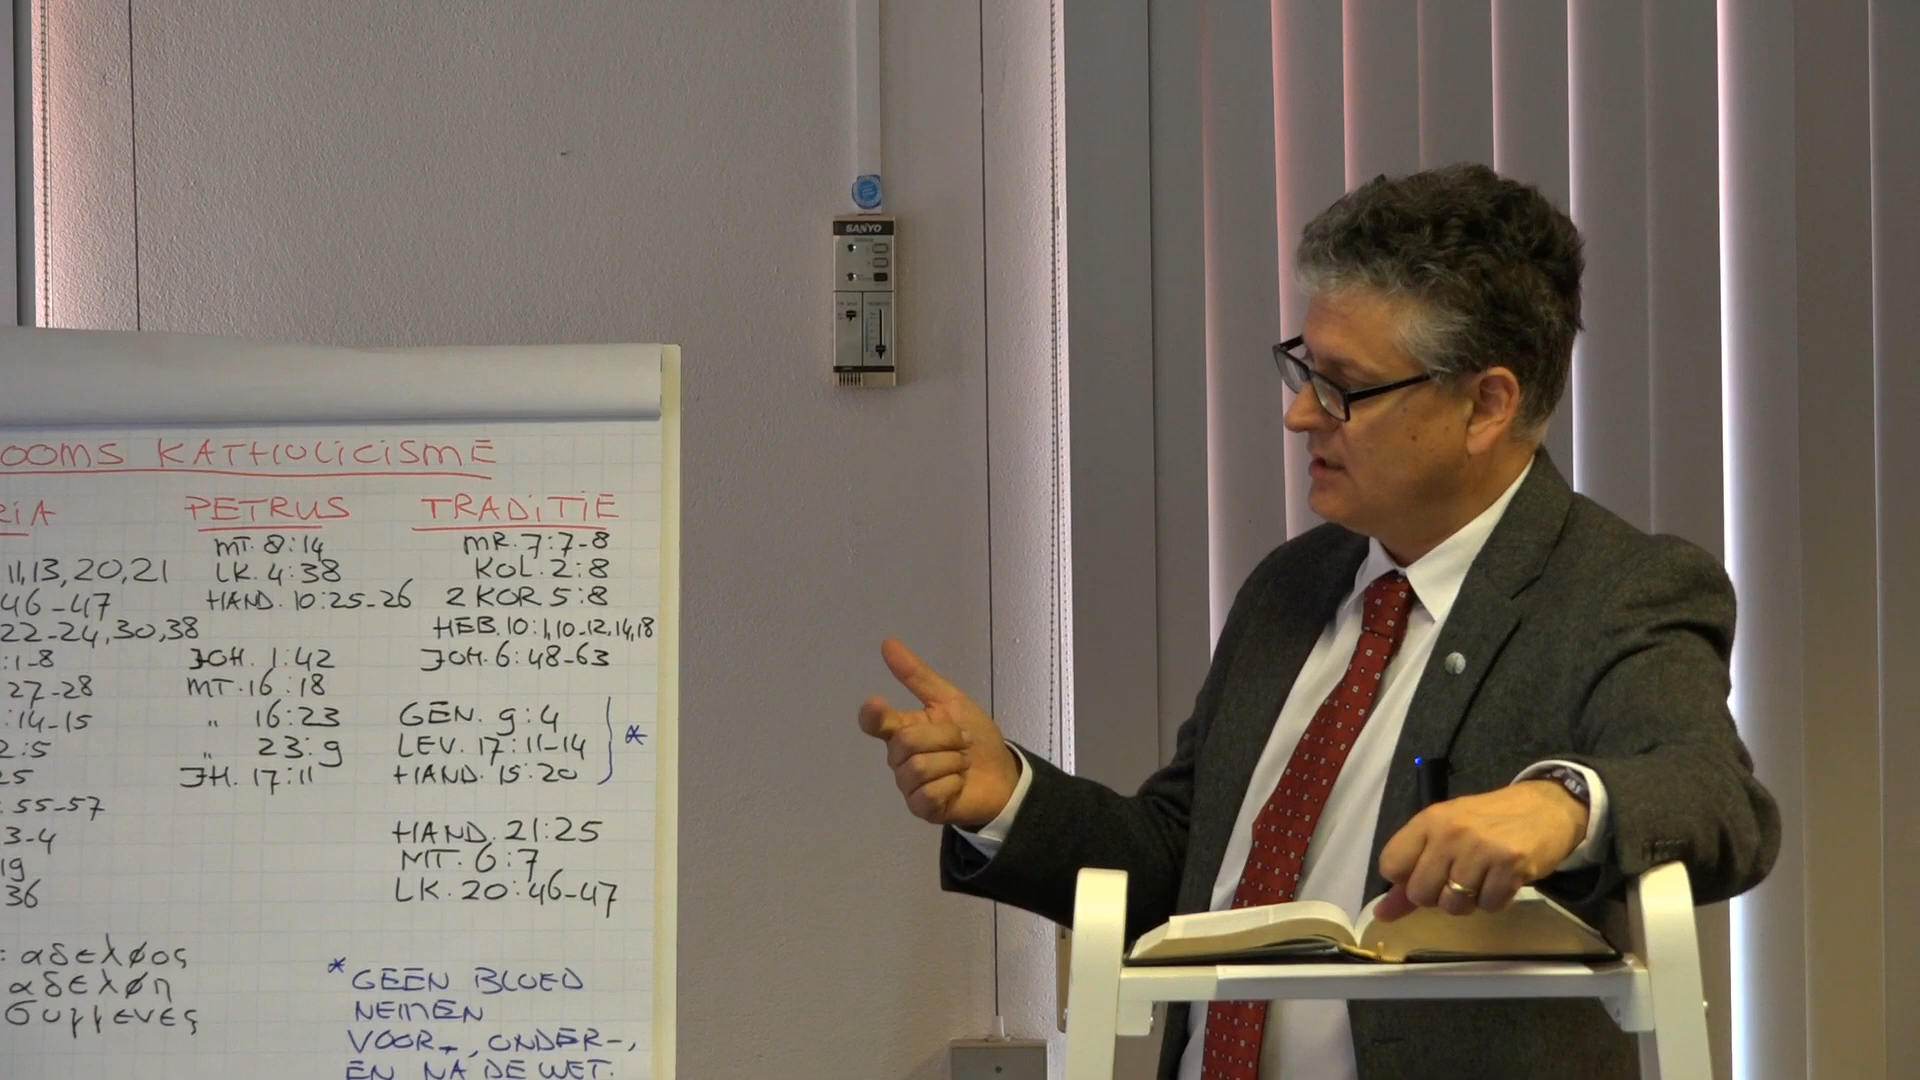 SANYO
OOMS KATHOLICISME
RIA
11,13,20,21
46-47
22-24,30,38
:1-8
27-28
:14-15
2:5
25
:55-57
3-4
19
36
: αδελφος
αδελφη
συγγενες
PETRUS
MT. 8:14
LK. 4:38
HAND. 10:25-26
JOH. 1:42
MT. 16:18
" 16:23
" 23:9
JH. 17:11
TRADITIE
MR. 7:7-8
KOL. 2:8
2 KOR 5:8
HEB. 10:1,10-12,14,18
JOH. 6:48-63
GEN. 9:4
LEV. 17:11-14 *
HAND. 15:20
HAND. 21:25
MT. 6:7
LK. 20:46-47
* GEEN BLOED
NEMEN
VOOR-, ONDER-,
EN NA DE WET.